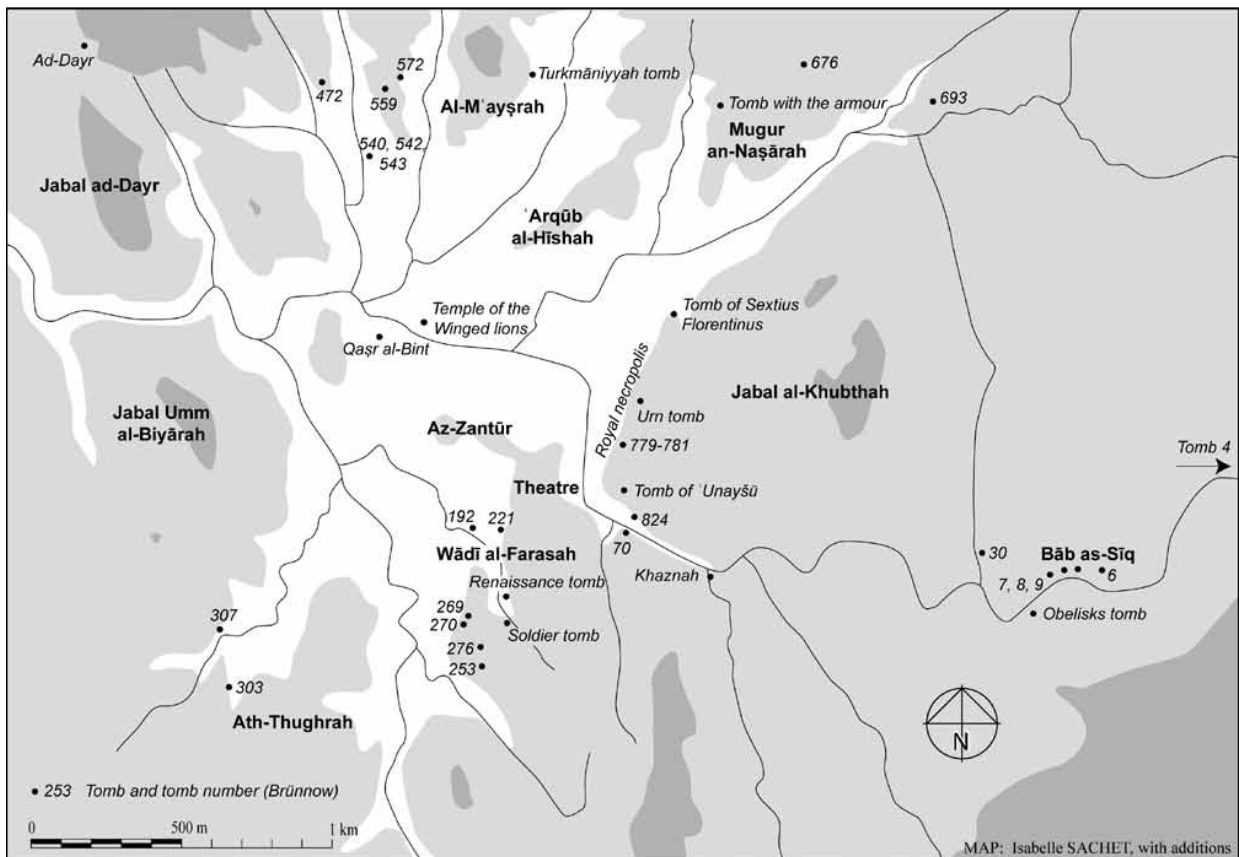 Ad-Dayr
472
572
559
540, 542,
543
Al-Mʿayṣrah
Turkmāniyyah tomb
676
Tomb with the armour
693
Mugur
an-Naṣārah
Jabal ad-Dayr
ʿArqūb
al-Hīshah
Temple of the
Winged lions
Qaṣr al-Bint
Tomb of Sextius
Florentinus
Royal necropolis
Urn tomb
Jabal al-Khubthah
Jabal Umm
al-Biyārah
Az-Zantūr
779-781
Tomb 4
Theatre
Tomb of ʿUnayšū
192
221
824
70
Wādī al-Farasah
Khaznah
30
Bāb as-Sīq
7, 8, 9
6
Obelisks tomb
Renaissance tomb
269
270
Soldier tomb
276
253
307
303
Ath-Thughrah
N
253 Tomb and tomb number (Brünnow)
0 500 m 1 km
MAP: Isabelle SACHET, with additions